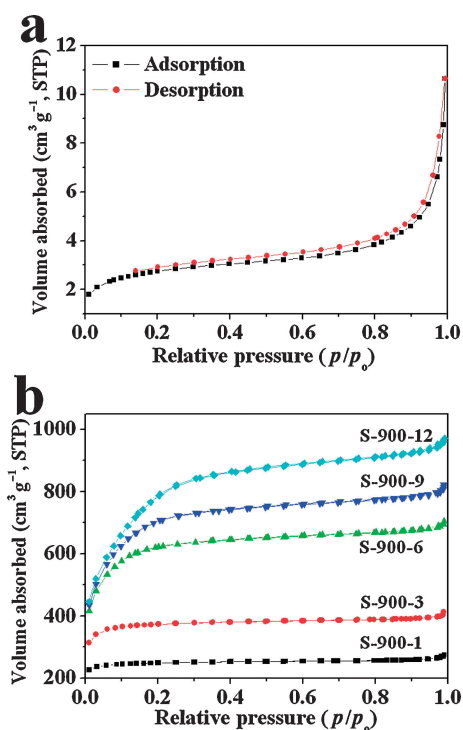 a
Adsorption
Desorption
Volume absorbed (cm³ g⁻¹, STP)
12
10
8
6
4
2
0.0 0.2 0.4 0.6 0.8 1.0
Relative pressure (p/pₒ)
b
Volume absorbed (cm³ g⁻¹, STP)
1000
800
600
400
200
S-900-12
S-900-9
S-900-6
S-900-3
S-900-1
0.0 0.2 0.4 0.6 0.8 1.0
Relative pressure (p/pₒ)